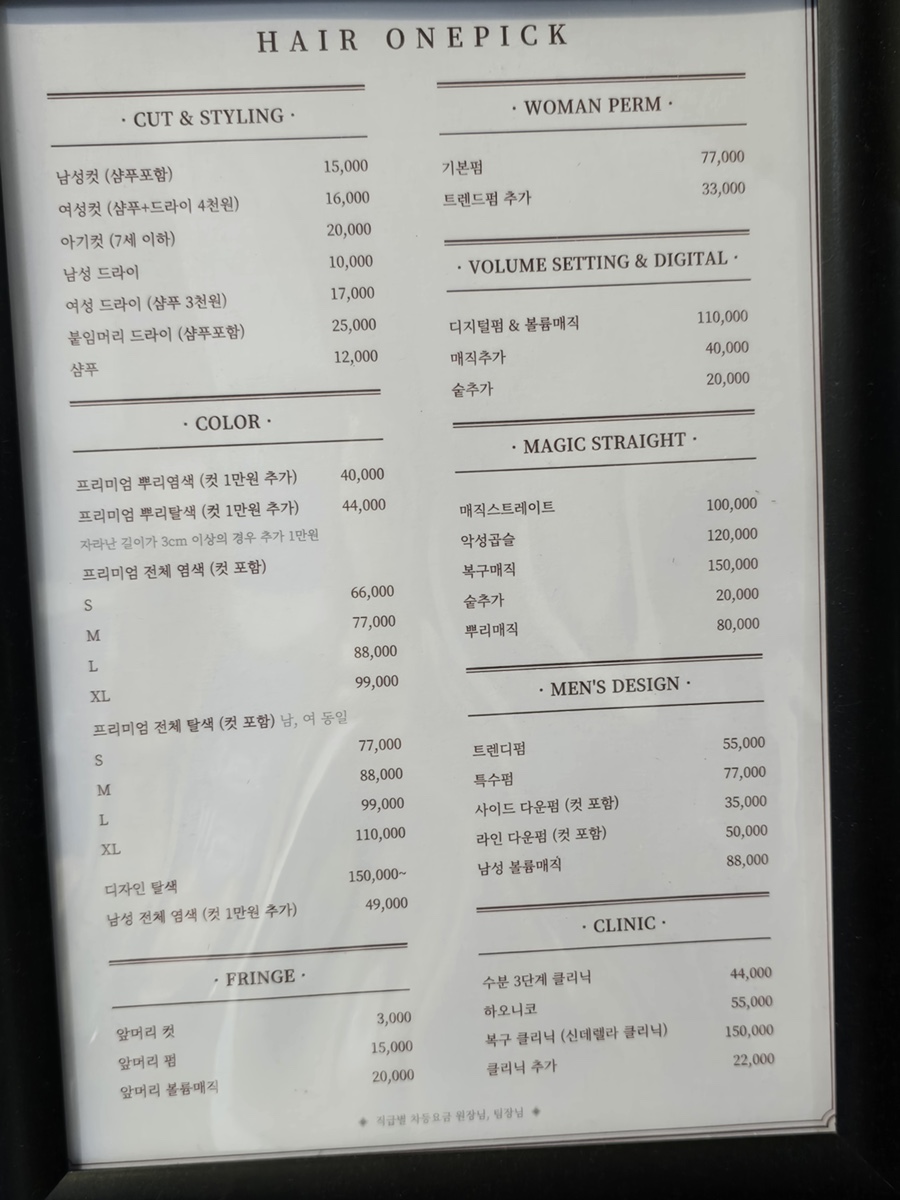 HAIR ONEPICK
· CUT & STYLING ·
남성컷 (샴푸포함) 15,000
여성컷 (샴푸+드라이 4천원) 16,000
아기컷 (7세 이하) 20,000
남성 드라이 10,000
여성 드라이 (샴푸 3천원) 17,000
붙임머리 드라이 (샴푸포함) 25,000
샴푸 12,000
· COLOR ·
프리미엄 뿌리염색 (컷 1만원 추가) 40,000
프리미엄 뿌리탈색 (컷 1만원 추가) 44,000
자라난 길이가 3cm 이상의 경우 추가 1만원
프리미엄 전체 염색 (컷 포함)
S 66,000
M 77,000
L 88,000
XL 99,000
프리미엄 전체 탈색 (컷 포함) 남, 여 동일
S 77,000
M 88,000
L 99,000
XL 110,000
디자인 탈색 150,000~
남성 전체 염색 (컷 1만원 추가) 49,000
· FRINGE ·
앞머리 컷 3,000
앞머리 펌 15,000
앞머리 볼륨매직 20,000
· WOMAN PERM ·
기본펌 77,000
트렌드펌 추가 33,000
· VOLUME SETTING & DIGITAL ·
디지털펌 & 볼륨매직 110,000
매직추가 40,000
숱추가 20,000
· MAGIC STRAIGHT ·
매직스트레이트 100,000
악성곱슬 120,000
복구매직 150,000
숱추가 20,000
뿌리매직 80,000
· MEN'S DESIGN ·
트렌디펌 55,000
특수펌 77,000
사이드 다운펌 (컷 포함) 35,000
라인 다운펌 (컷 포함) 50,000
남성 볼륨매직 88,000
· CLINIC ·
수분 3단계 클리닉 44,000
하오니코 55,000
복구 클리닉 (신데렐라 클리닉) 150,000
클리닉 추가 22,000
◈ 직급별 차등요금 원장님, 팀장님 ◈